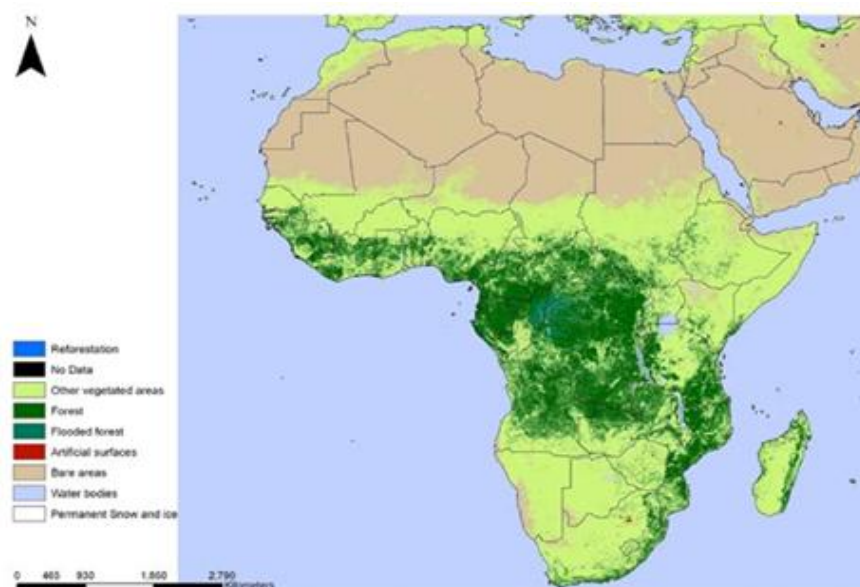 N
Reforestation
No Data
Other vegetated areas
Forest
Flooded forest
Artificial surfaces
Bare areas
Water bodies
Permanent Snow and ice
0 465 930 1,860 2,790
Kilometers